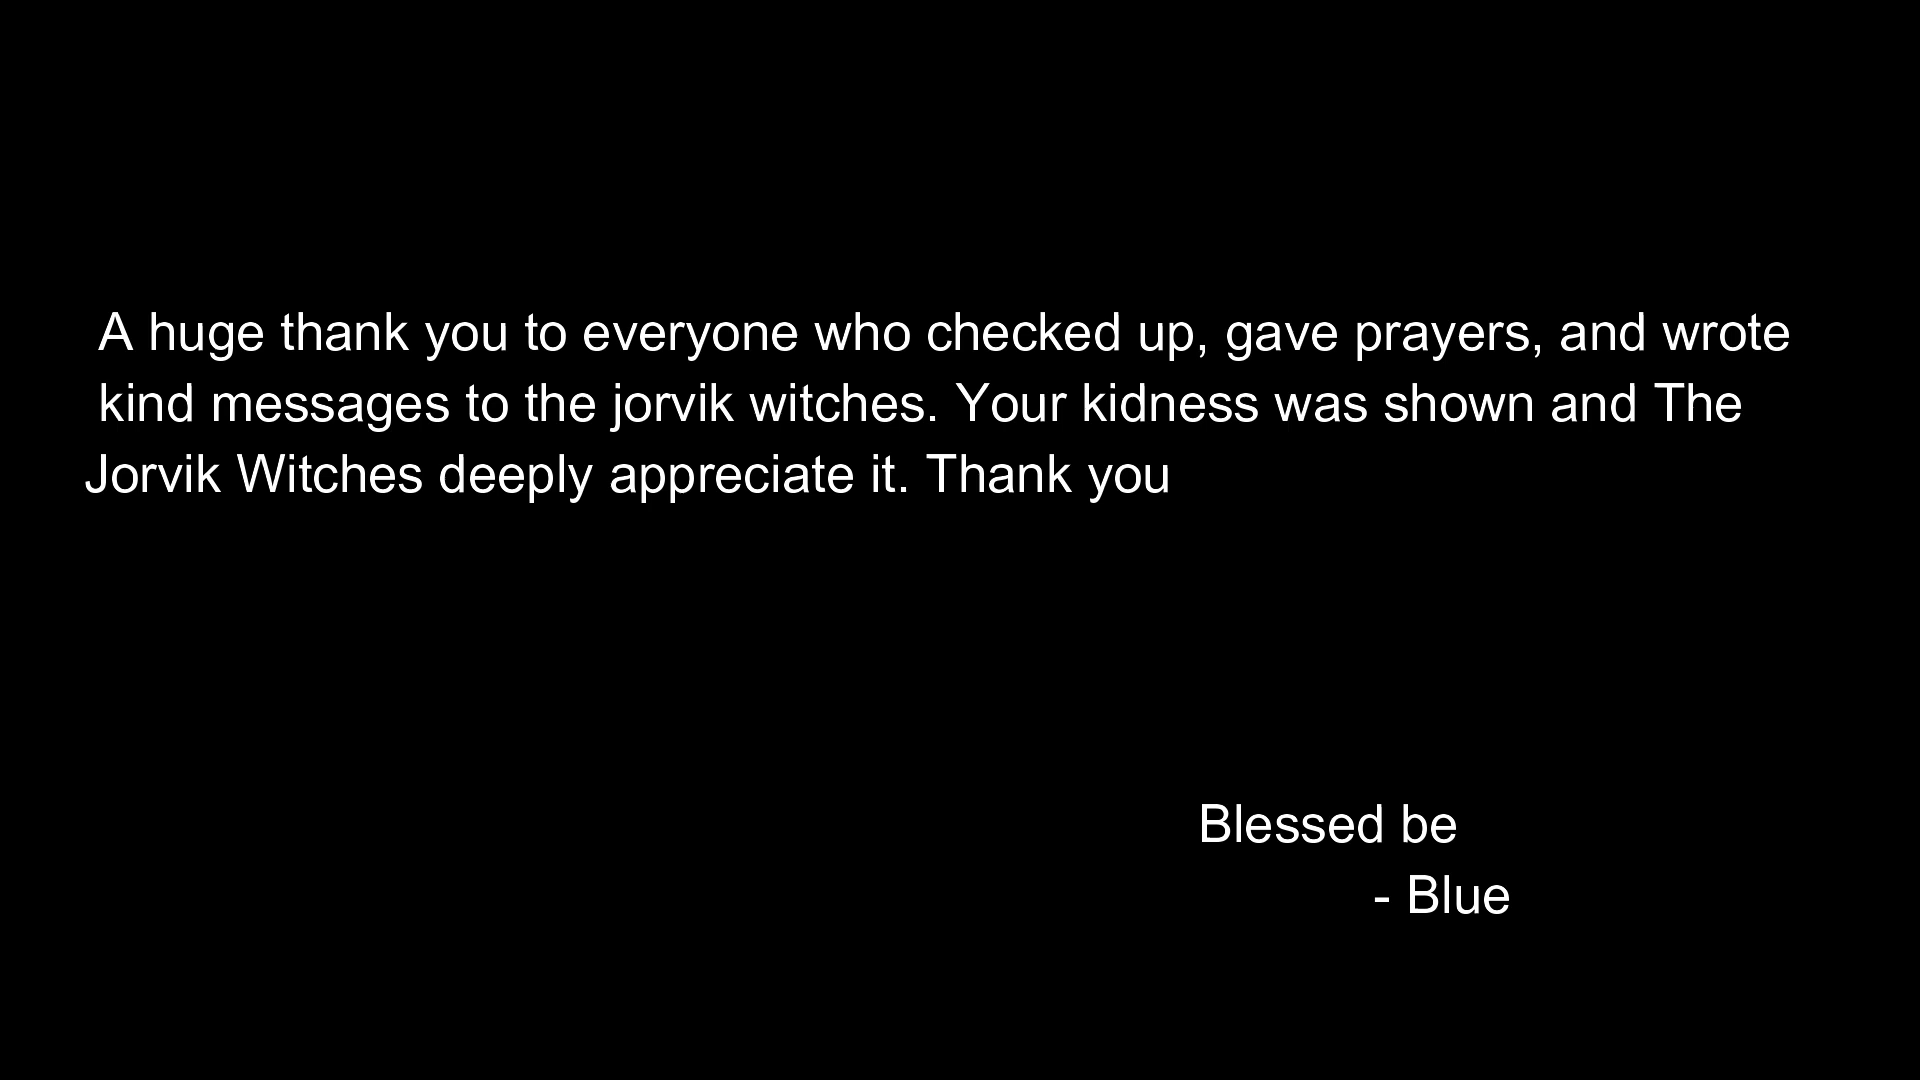 A huge thank you to everyone who checked up, gave prayers, and wrote
kind messages to the jorvik witches. Your kidness was shown and The
Jorvik Witches deeply appreciate it. Thank you
Blessed be
- Blue